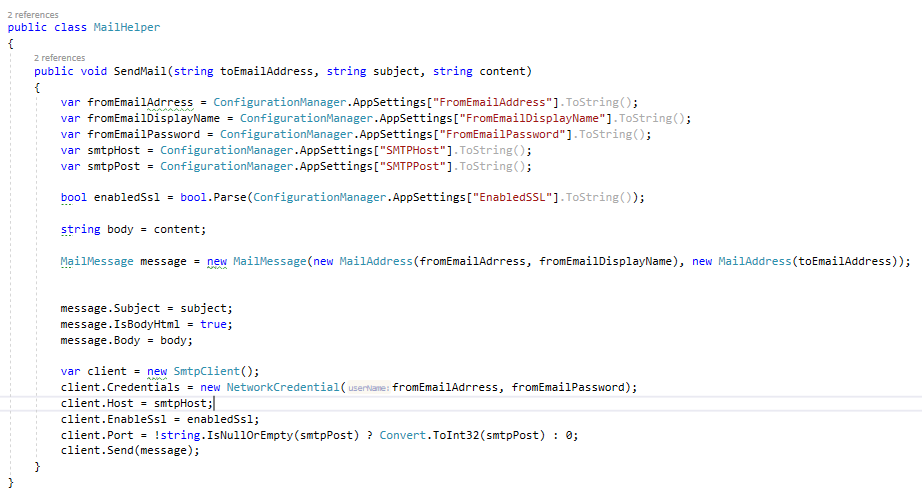 2 references
public class MailHelper
{
2 references
public void SendMail(string toEmailAddress, string subject, string content)
{
var fromEmailAdrress = ConfigurationManager.AppSettings["FromEmailAddress"].ToString();
var fromEmailDisplayName = ConfigurationManager.AppSettings["FromEmailDisplayName"].ToString();
var fromEmailPassword = ConfigurationManager.AppSettings["FromEmailPassword"].ToString();
var smtpHost = ConfigurationManager.AppSettings["SMTPHost"].ToString();
var smtpPost = ConfigurationManager.AppSettings["SMTPPost"].ToString();
bool enabledSsl = bool.Parse(ConfigurationManager.AppSettings["EnabledSSL"].ToString());
string body = content;
MailMessage message = new MailMessage(new MailAddress(fromEmailAdrress, fromEmailDisplayName), new MailAddress(toEmailAddress));
message.Subject = subject;
message.IsBodyHtml = true;
message.Body = body;
var client = new SmtpClient();
client.Credentials = new NetworkCredential(userName:fromEmailAdrress, fromEmailPassword);
client.Host = smtpHost;
client.EnableSsl = enabledSsl;
client.Port = !string.IsNullOrEmpty(smtpPost) ? Convert.ToInt32(smtpPost) : 0;
client.Send(message);
}
}